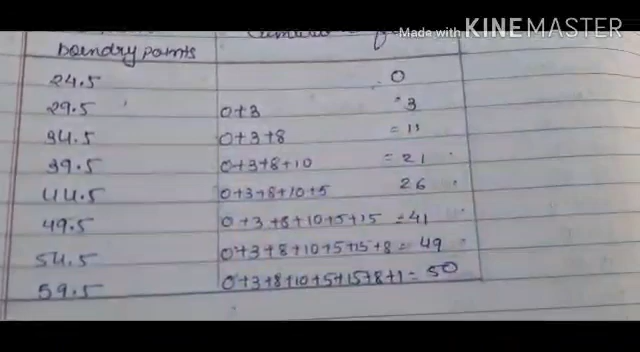 Made with KINEMASTER
boundry points
24.5 0
29.5 0+3 3
34.5 0+3+8 = 11
39.5 0+3+8+10 = 21
44.5 0+3+8+10+5 26
49.5 0+3+8+10+5+15 = 41
54.5 0+3+8+10+5+15+8 = 49
59.5 0+3+8+10+5+15+8+1 = 50